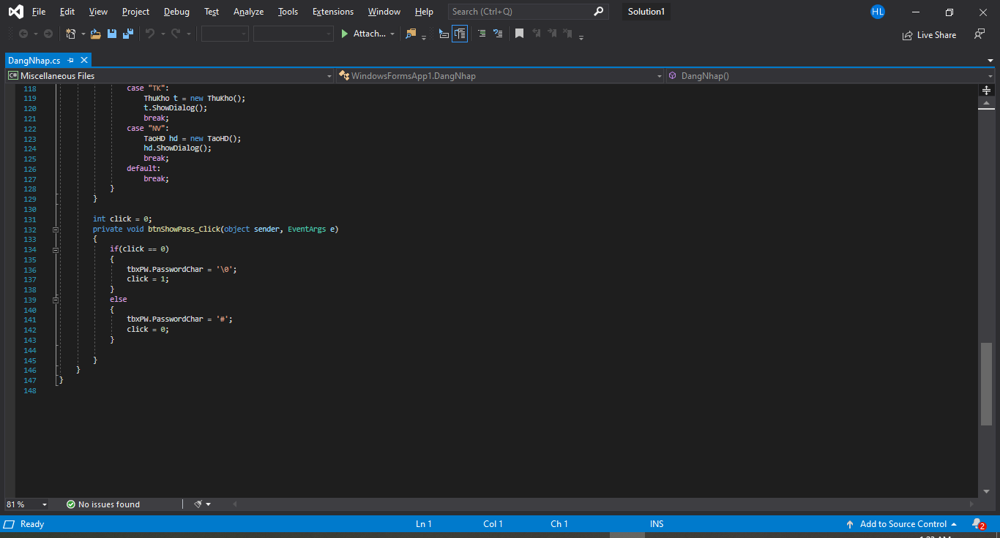 File Edit View Project Debug Test Analyze Tools Extensions Window Help Search (Ctrl+Q) Solution1 HL
Attach... Live Share
DangNhap.cs
C# Miscellaneous Files WindowsFormsApp1.DangNhap DangNhap()
118 case "TK":
119 ThuKho t = new ThuKho();
120 t.ShowDialog();
121 break;
122 case "NV":
123 TaoHD hd = new TaoHD();
124 hd.ShowDialog();
125 break;
126 default:
127 break;
128 }
129 }
130
131 int click = 0;
132 private void btnShowPass_Click(object sender, EventArgs e)
133 {
134 if(click == 0)
135 {
136 tbxPW.PasswordChar = '\0';
137 click = 1;
138 }
139 else
140 {
141 tbxPW.PasswordChar = '#';
142 click = 0;
143 }
144
145 }
146 }
147 }
148
81 % No issues found
Ready Ln 1 Col 1 Ch 1 INS Add to Source Control 2